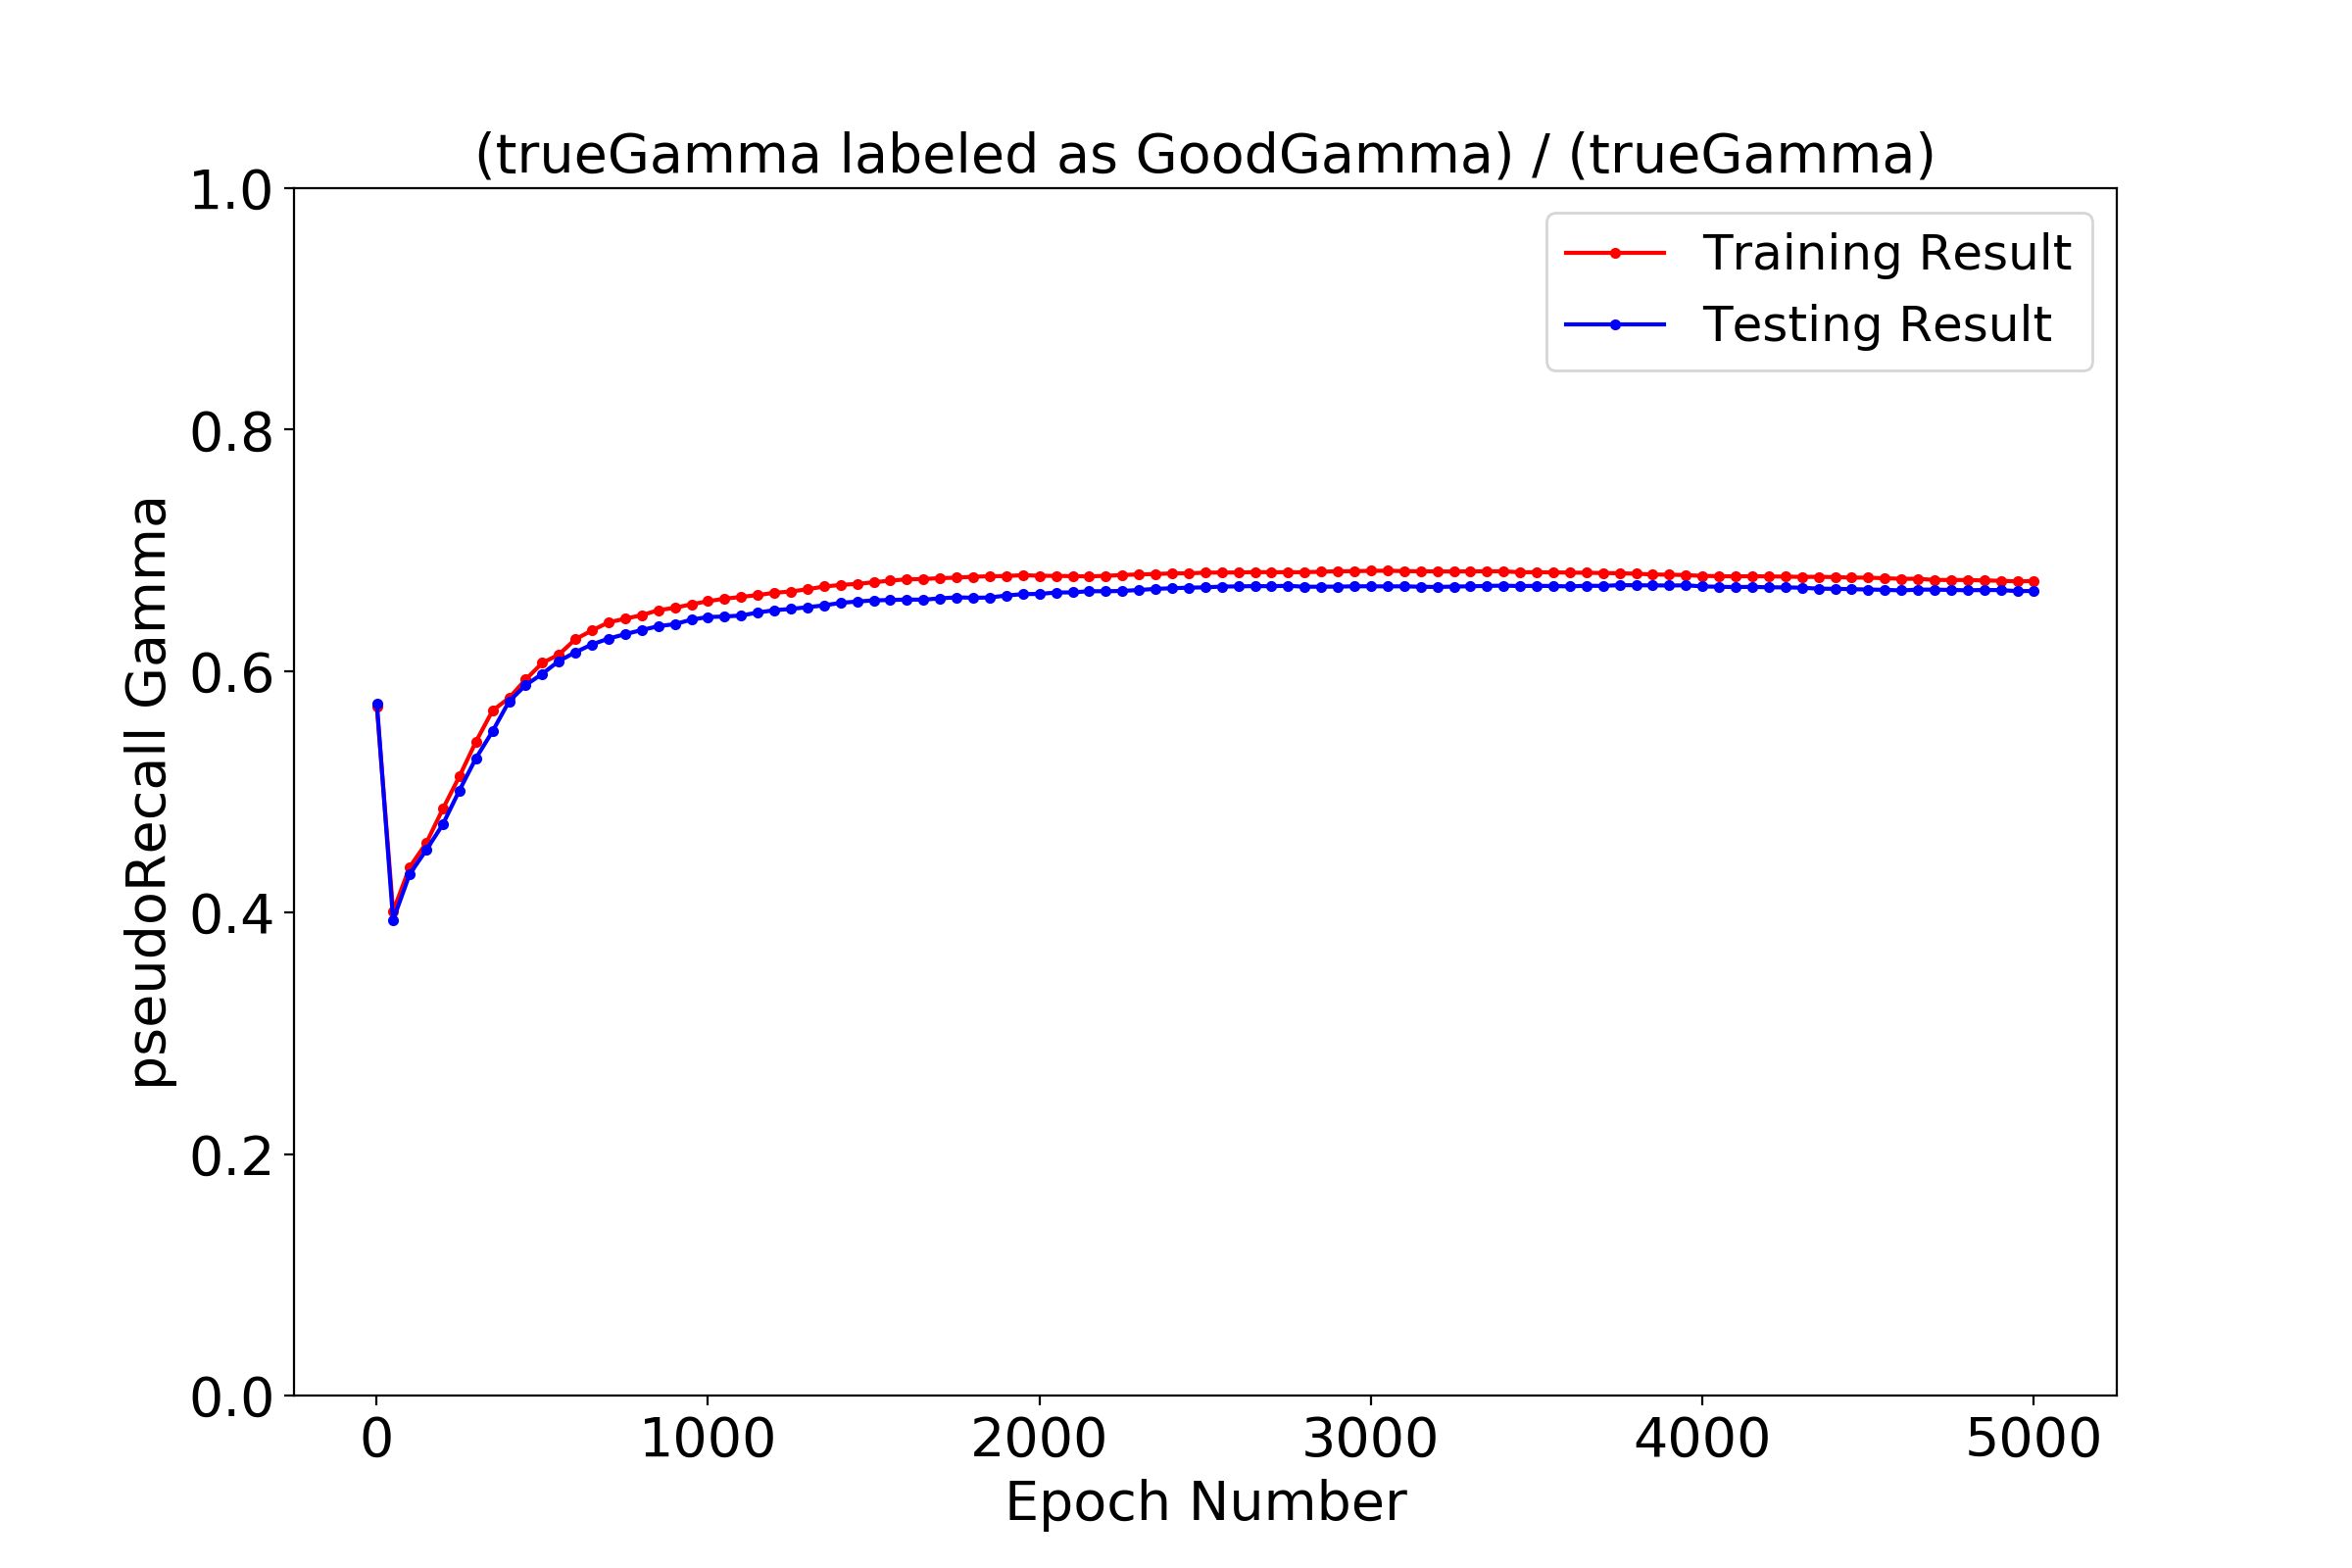 (trueGamma labeled as GoodGamma) / (trueGamma)
Training Result
Testing Result
pseudoRecall Gamma
1.0
0.8
0.6
0.4
0.2
0.0
0 1000 2000 3000 4000 5000
Epoch Number